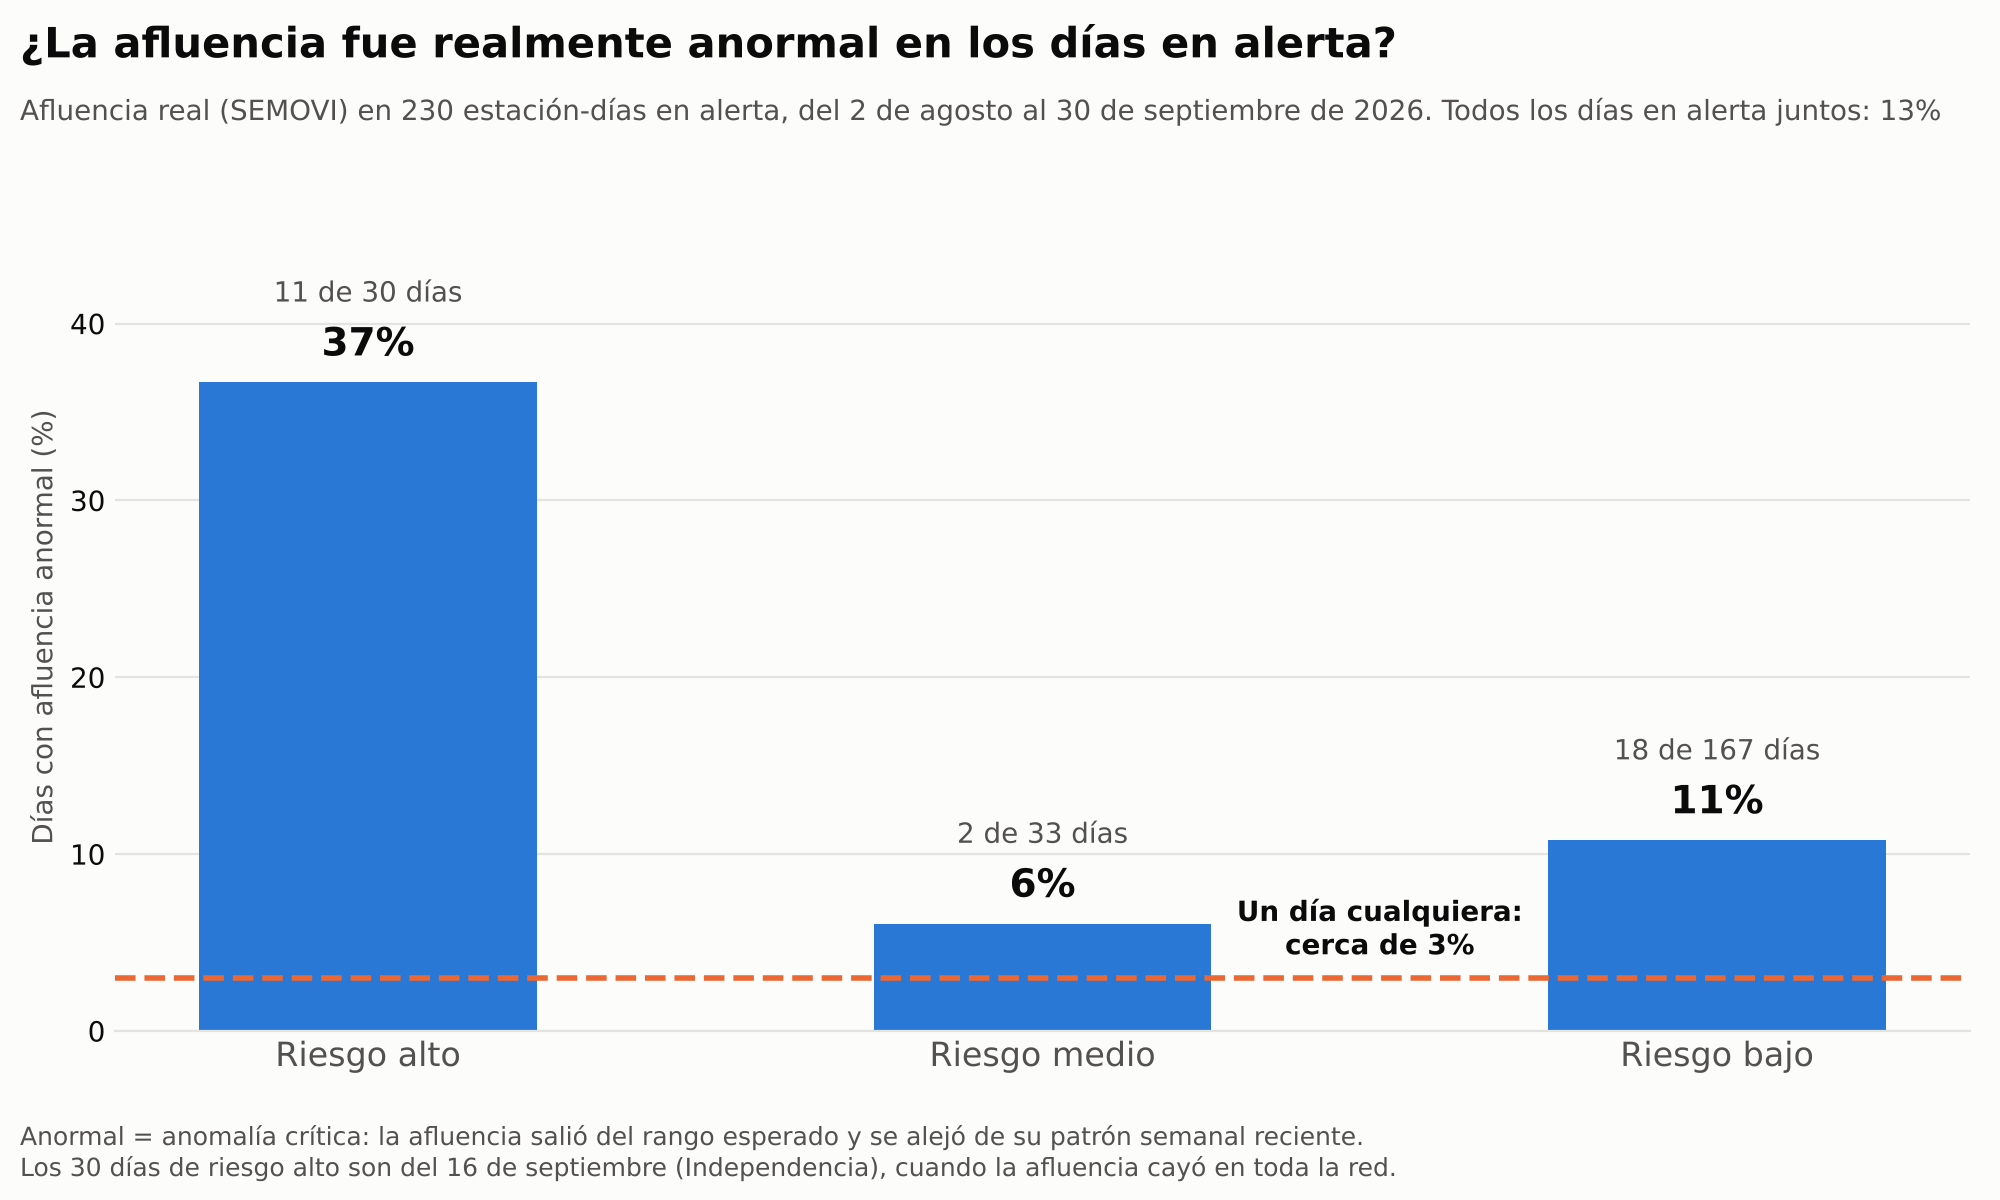 ¿La afluencia fue realmente anormal en los días en alerta?
Afluencia real (SEMOVI) en 230 estación-días en alerta, del 2 de agosto al 30 de septiembre de 2026. Todos los días en alerta juntos: 13%
Días con afluencia anormal (%)
40
30
20
10
0
11 de 30 días
37%
2 de 33 días
6%
Un día cualquiera:
cerca de 3%
18 de 167 días
11%
Riesgo alto
Riesgo medio
Riesgo bajo
Anormal = anomalía crítica: la afluencia salió del rango esperado y se alejó de su patrón semanal reciente.
Los 30 días de riesgo alto son del 16 de septiembre (Independencia), cuando la afluencia cayó en toda la red.